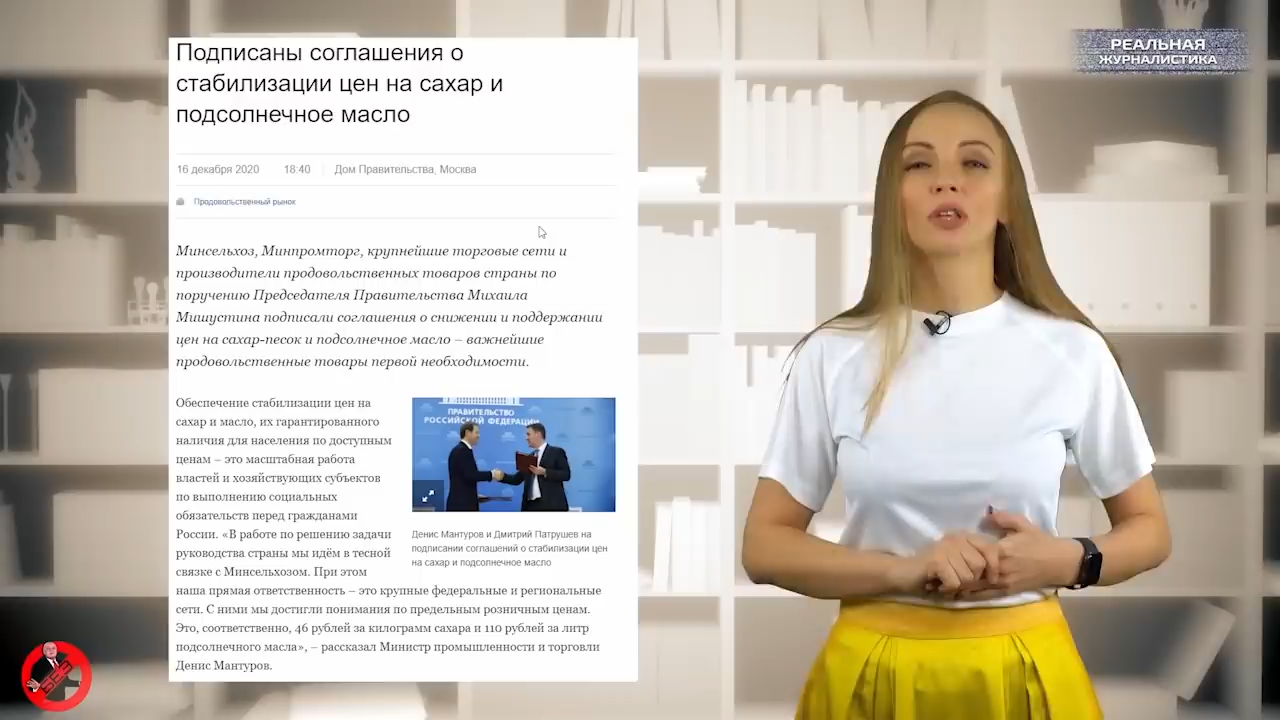 Подписаны соглашения о
стабилизации цен на сахар и
подсолнечное масло
16 декабря 2020 18:40 Дом Правительства, Москва
Продовольственный рынок
Минсельхоз, Минпромторг, крупнейшие торговые сети и
производители продовольственных товаров страны по
поручению Председателя Правительства Михаила
Мишустина подписали соглашения о снижении и поддержании
цен на сахар-песок и подсолнечное масло – важнейшие
продовольственные товары первой необходимости.
Обеспечение стабилизации цен на
сахар и масло, их гарантированного
наличия для населения по доступным
ценам – это масштабная работа
властей и хозяйствующих субъектов
по выполнению социальных
обязательств перед гражданами
России. «В работе по решению задачи
руководства страны мы идём в тесной
связке с Минсельхозом. При этом
наша прямая ответственность – это крупные федеральные и региональные
сети. С ними мы достигли понимания по предельным розничным ценам.
Это, соответственно, 46 рублей за килограмм сахара и 110 рублей за литр
подсолнечного масла», – рассказал Министр промышленности и торговли
Денис Мантуров.
ПРАВИТЕЛЬСТВО
РОССИЙСКОЙ ФЕДЕРАЦИИ
Денис Мантуров и Дмитрий Патрушев на
подписании соглашений о стабилизации цен
на сахар и подсолнечное масло
РЕАЛЬНАЯ
ЖУРНАЛИСТИКА
БЕЗ